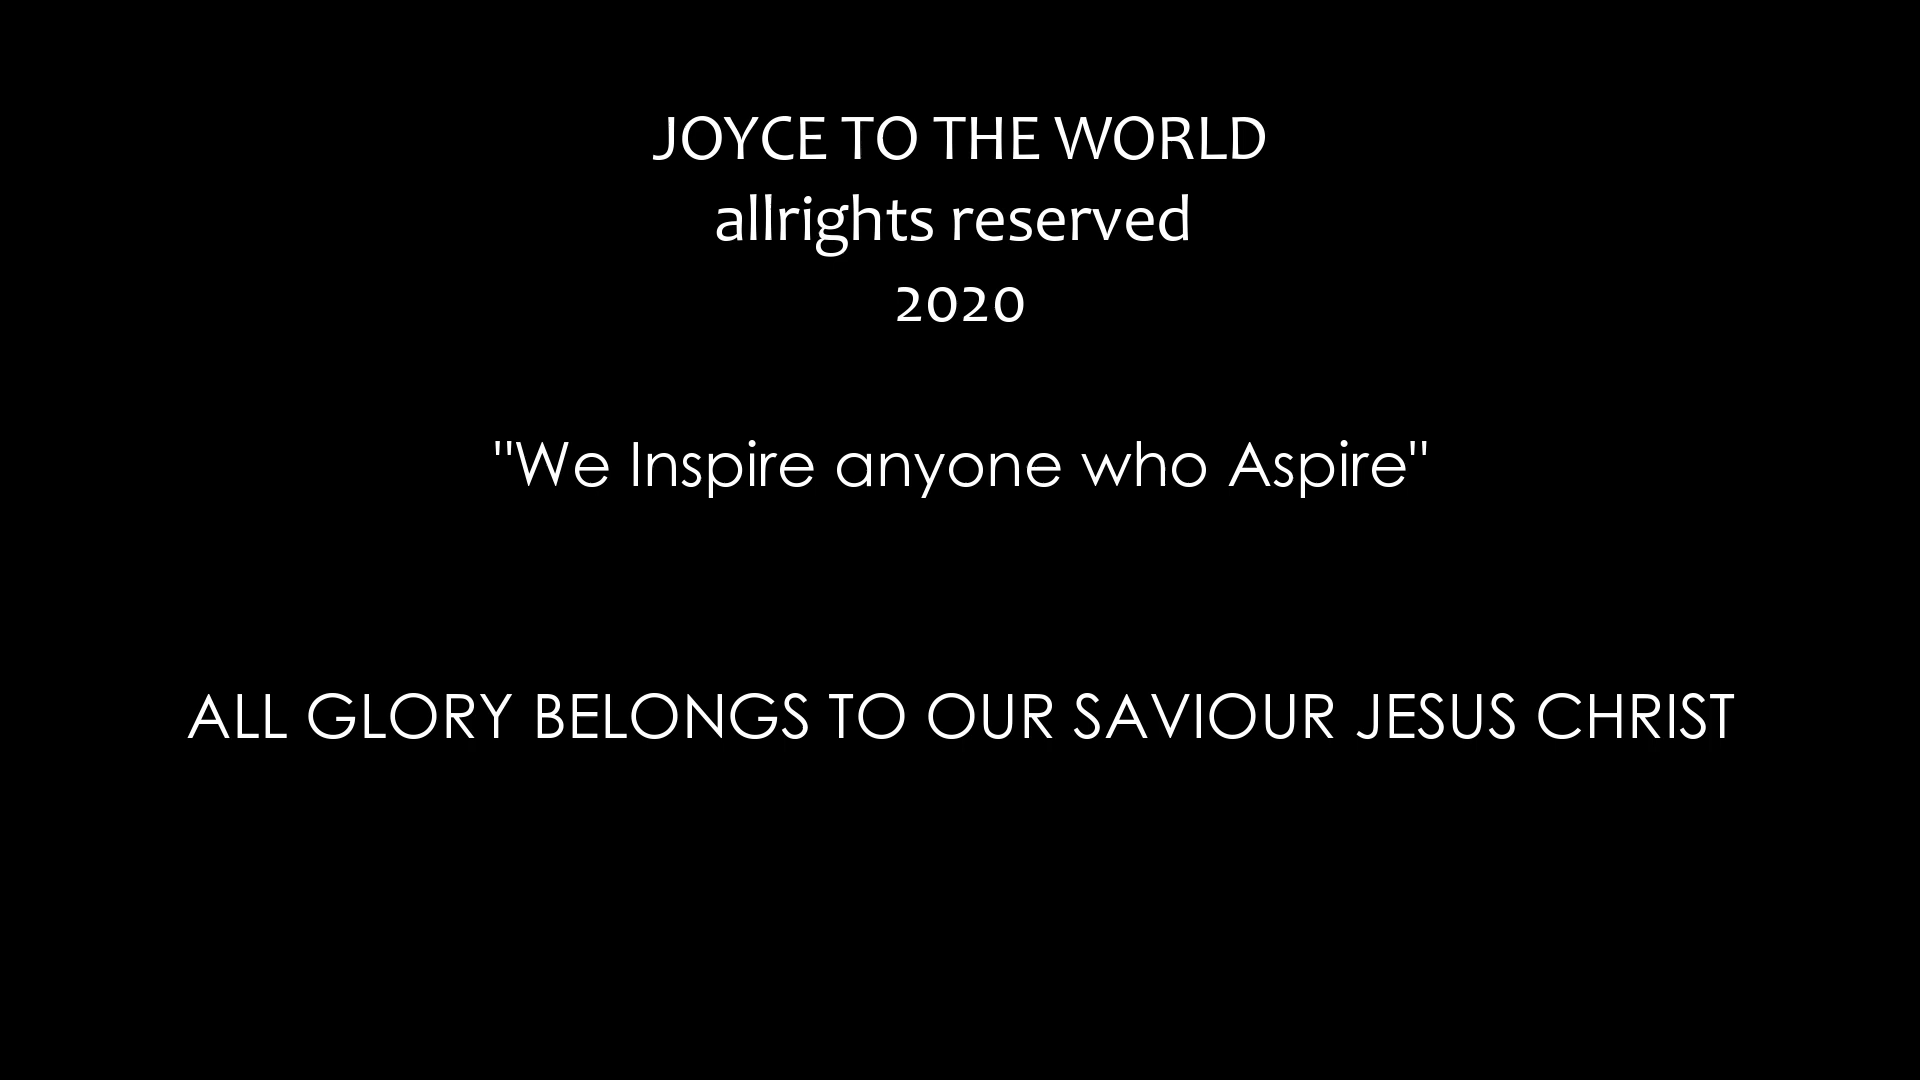 JOYCE TO THE WORLD
allrights reserved
2020
"We Inspire anyone who Aspire"
ALL GLORY BELONGS TO OUR SAVIOUR JESUS CHRIST